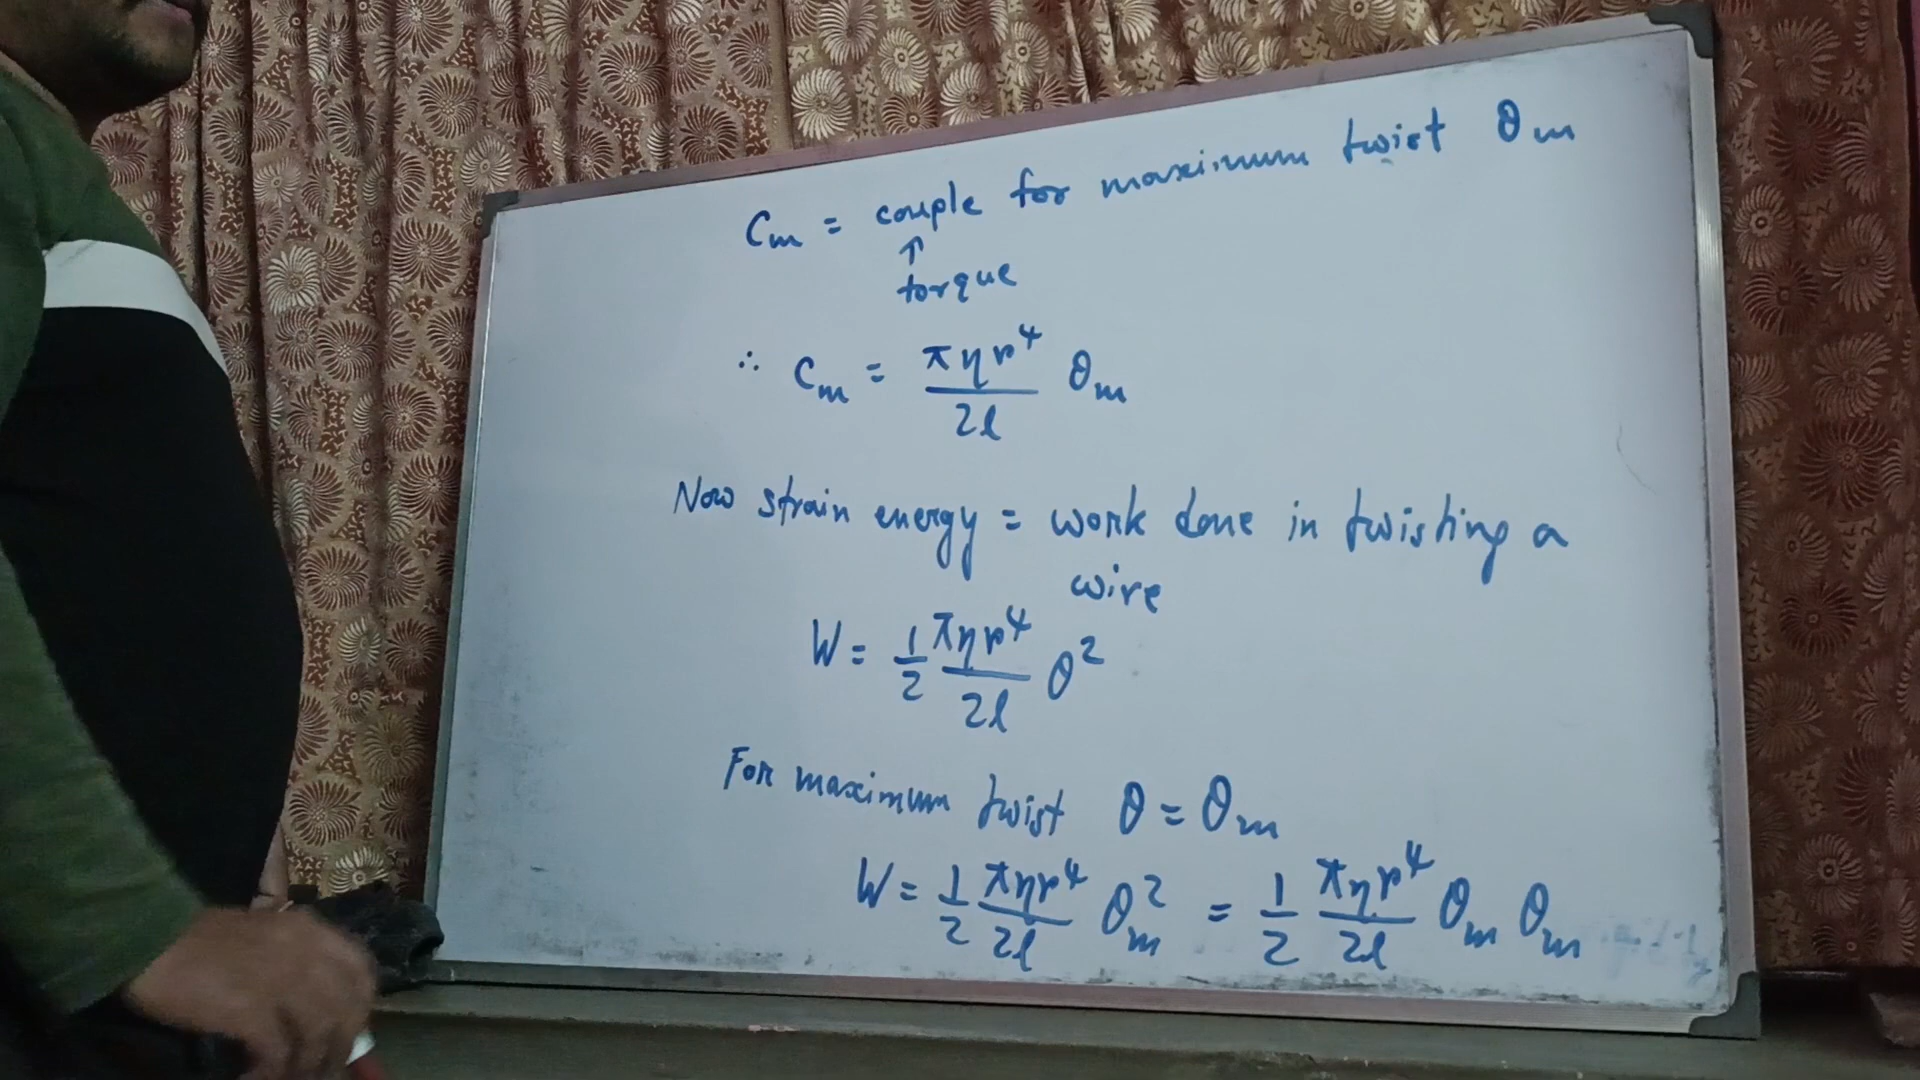 Cm = couple for maximum twist θm
↑
torque
∴ Cm = πηr⁴/2l θm
Now strain energy = work done in twisting a
wire
W = 1/2 πηr⁴/2l θ²
For maximum twist θ = θm
W = 1/2 πηr⁴/2l θm² = 1/2 πηr⁴/2l θm θm